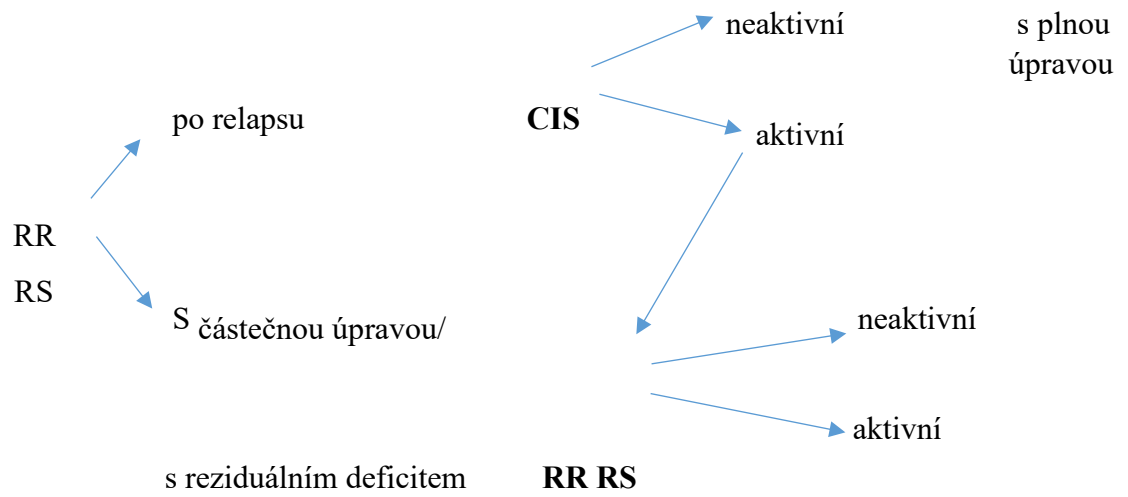 neaktivní
s plnou
úpravou
po relapsu
CIS
aktivní
RR
RS
S částečnou úpravou/
neaktivní
aktivní
s reziduálním deficitem
RR RS